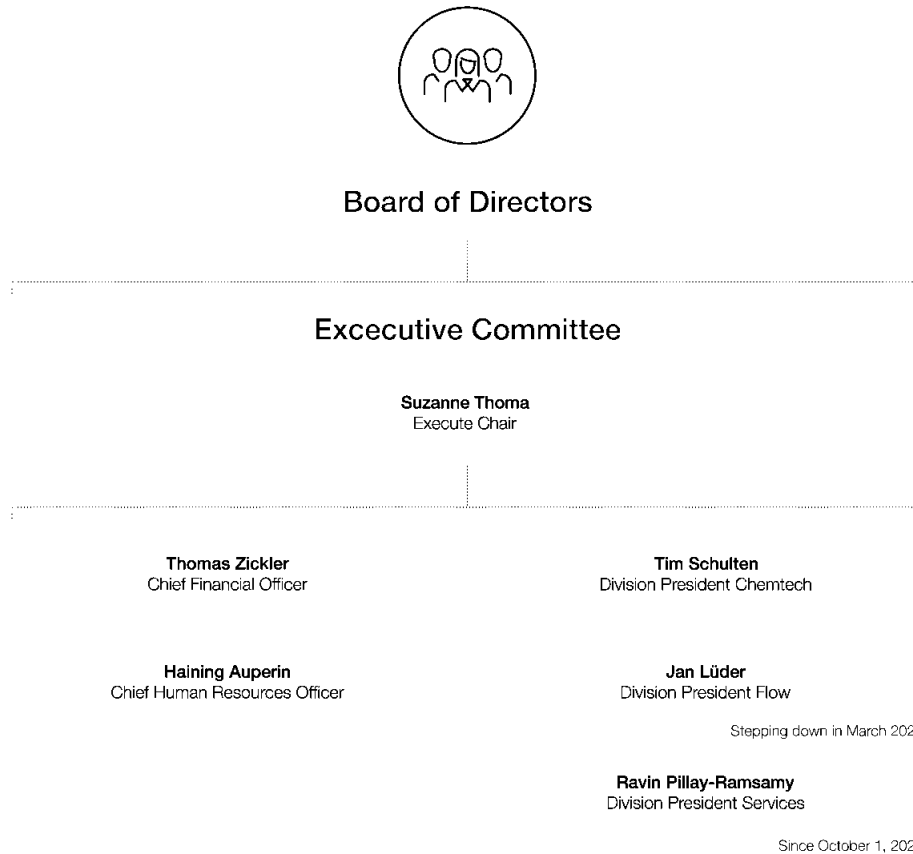 Board of Directors
Excecutive Committee
Suzanne Thoma
Execute Chair
Thomas Zickler
Chief Financial Officer
Tim Schulten
Division President Chemtech
Haining Auperin
Chief Human Resources Officer
Jan Lüder
Division President Flow
Stepping down in March 202
Ravin Pillay-Ramsamy
Division President Services
Since October 1, 202